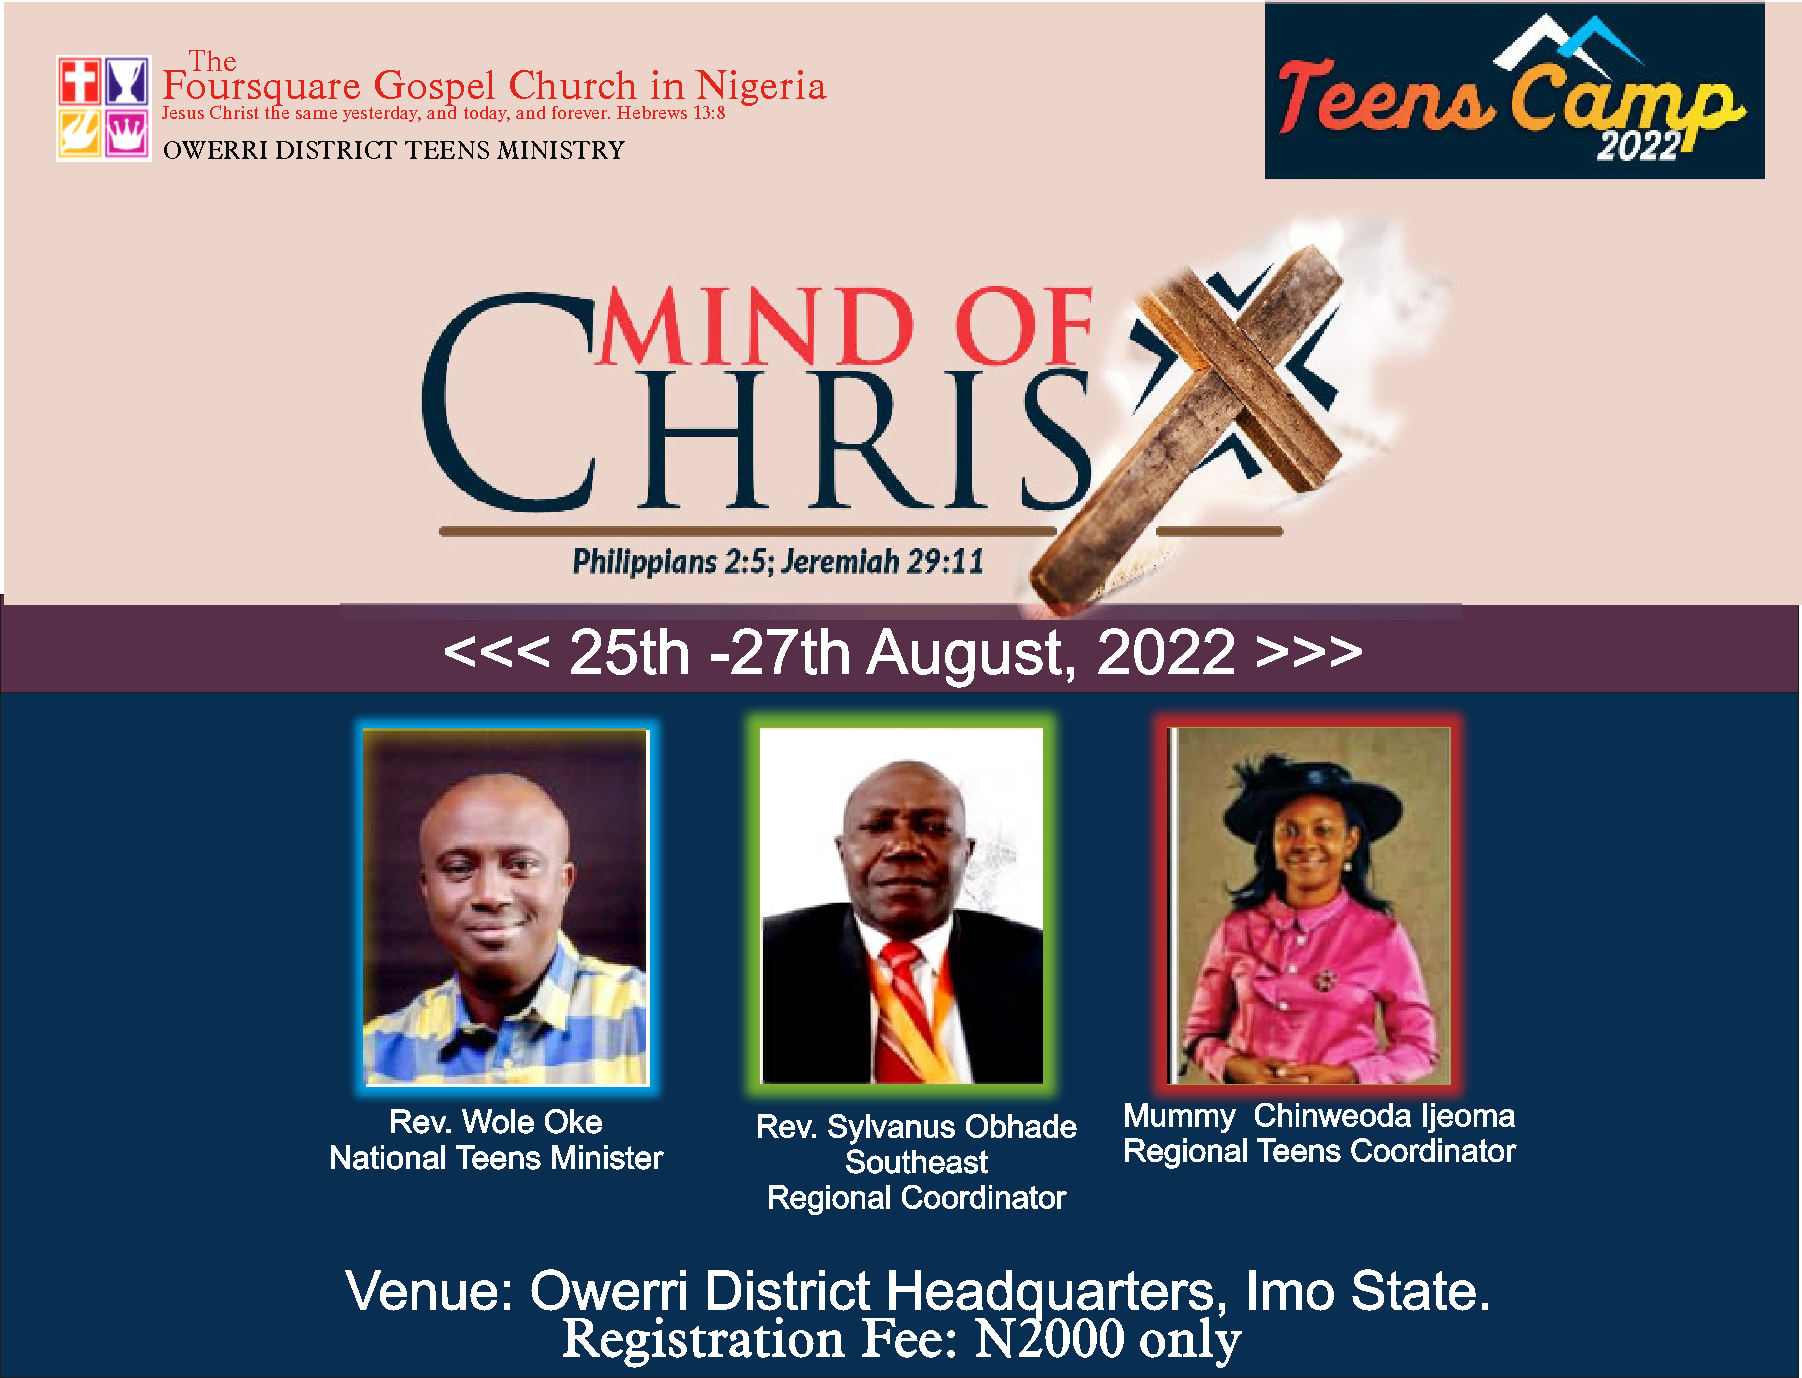 The
Foursquare Gospel Church in Nigeria
Jesus Christ the same yesterday, and today, and forever. Hebrews 13:8
OWERRI DISTRICT TEENS MINISTRY
Teens Camp
2022
MIND OF
CHRIS
Philippians 2:5; Jeremiah 29:11
<<< 25th -27th August, 2022 >>>
Rev. Wole Oke
National Teens Minister
Rev. Sylvanus Obhade
Southeast
Regional Coordinator
Mummy  Chinweoda Ijeoma
Regional Teens Coordinator
Venue: Owerri District Headquarters, Imo State.
Registration Fee: N2000 only